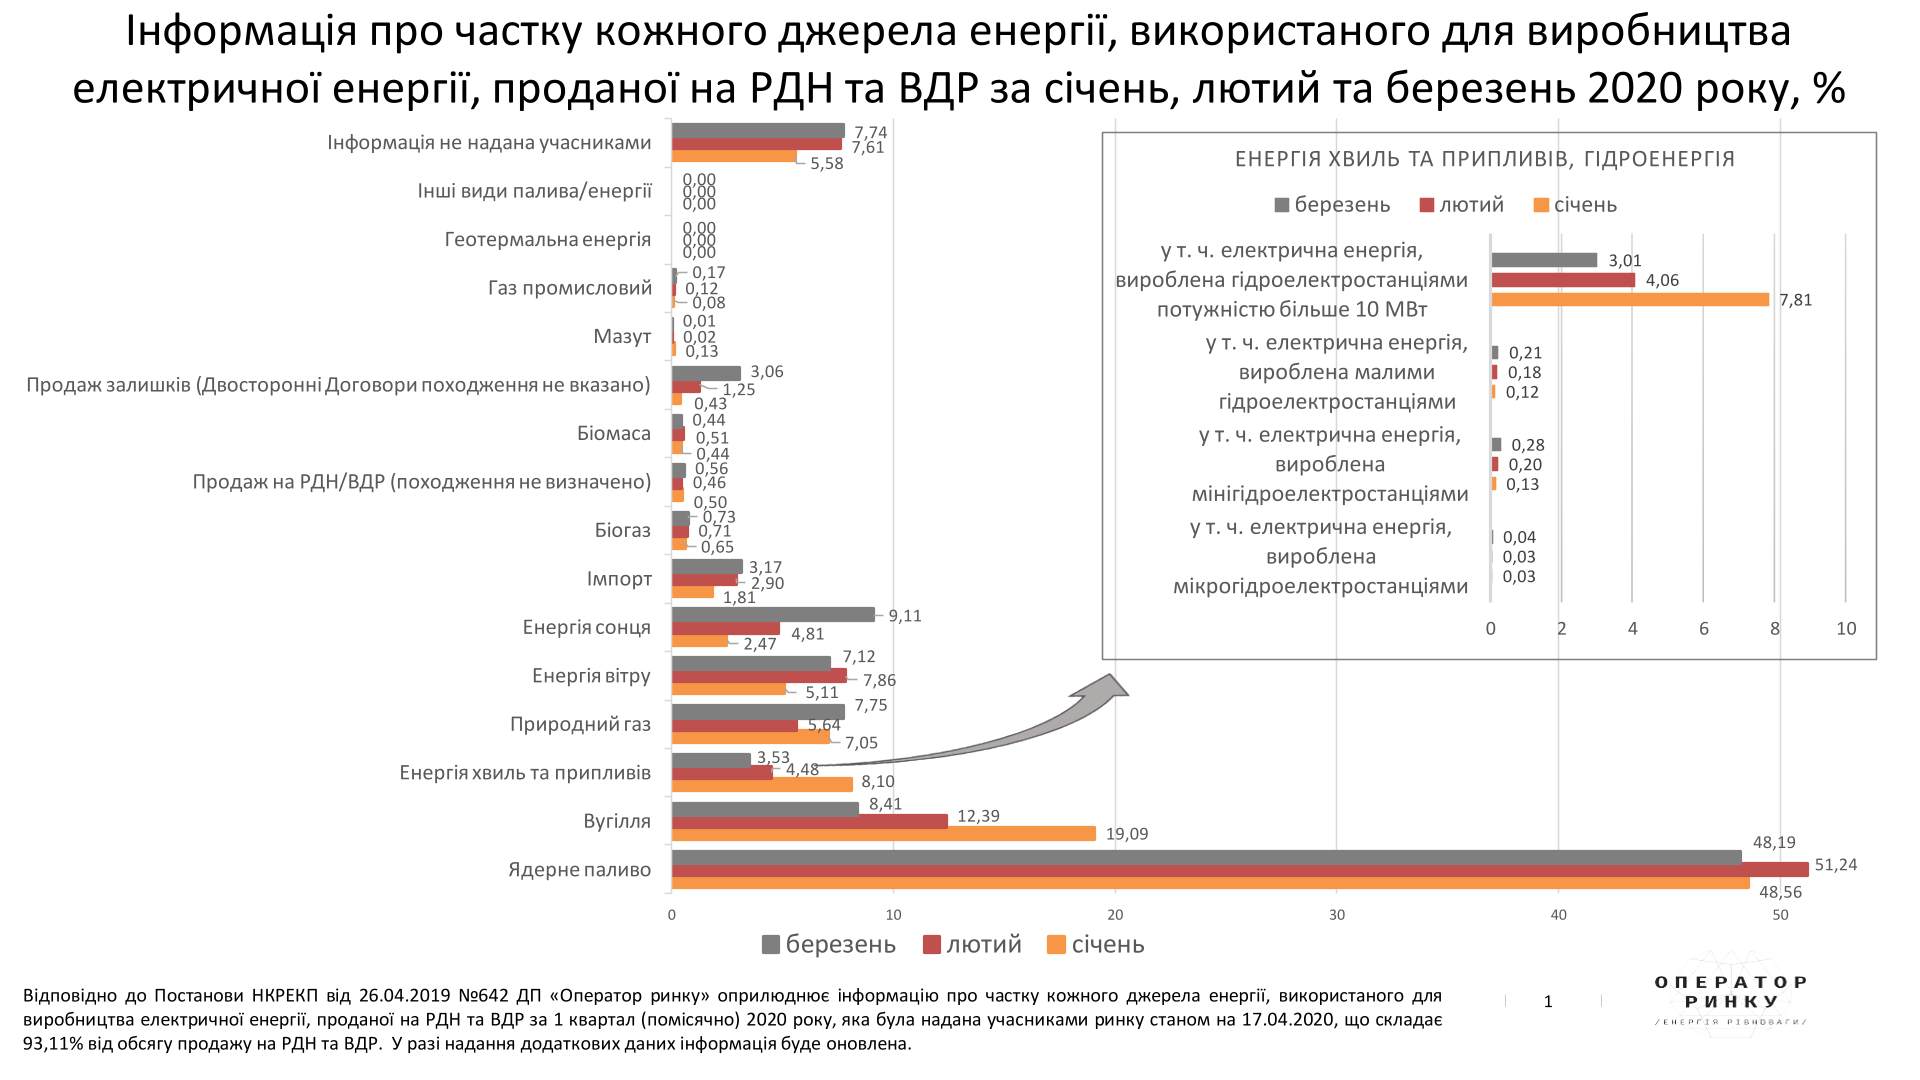 Інформація про частку кожного джерела енергії, використаного для виробництва
електричної енергії, проданої на РДН та ВДР за січень, лютий та березень 2020 року, %
Інформація не надана учасниками
7,74
7,61
5,58
Інші види палива/енергії
0,00
0,00
0,00
Геотермальна енергія
0,00
0,00
0,00
Газ промисловий
0,17
0,12
0,08
Мазут
0,01
0,02
0,13
Продаж залишків (Двосторонні Договори походження не вказано)
3,06
1,25
0,43
Біомаса
0,44
0,51
0,44
Продаж на РДН/ВДР (походження не визначено)
0,56
0,46
0,50
Біогаз
0,73
0,71
0,65
Імпорт
3,17
2,90
1,81
Енергія сонця
9,11
4,81
2,47
Енергія вітру
7,12
7,86
5,11
Природний газ
7,75
5,64
7,05
Енергія хвиль та припливів
3,53
4,48
8,10
Вугілля
8,41
12,39
19,09
Ядерне паливо
48,19
51,24
48,56
0 10 20 30 40 50
березень лютий січень
ЕНЕРГІЯ ХВИЛЬ ТА ПРИПЛИВІВ, ГІДРОЕНЕРГІЯ
березень лютий січень
у т. ч. електрична енергія,
вироблена гідроелектростанціями
потужністю більше 10 МВт
3,01
4,06
7,81
у т. ч. електрична енергія,
вироблена малими
гідроелектростанціями
0,21
0,18
0,12
у т. ч. електрична енергія,
вироблена
мінігідроелектростанціями
0,28
0,20
0,13
у т. ч. електрична енергія,
вироблена
мікрогідроелектростанціями
0,04
0,03
0,03
0 2 4 6 8 10
Відповідно до Постанови НКРЕКП від 26.04.2019 №642 ДП «Оператор ринку» оприлюднює інформацію про частку кожного джерела енергії, використаного для
виробництва електричної енергії, проданої на РДН та ВДР за 1 квартал (помісячно) 2020 року, яка була надана учасниками ринку станом на 17.04.2020, що складає
93,11% від обсягу продажу на РДН та ВДР. У разі надання додаткових даних інформація буде оновлена.
1
ОПЕРАТОР
РИНКУ
/ЕНЕРГІЯ РІВНОВАГИ/